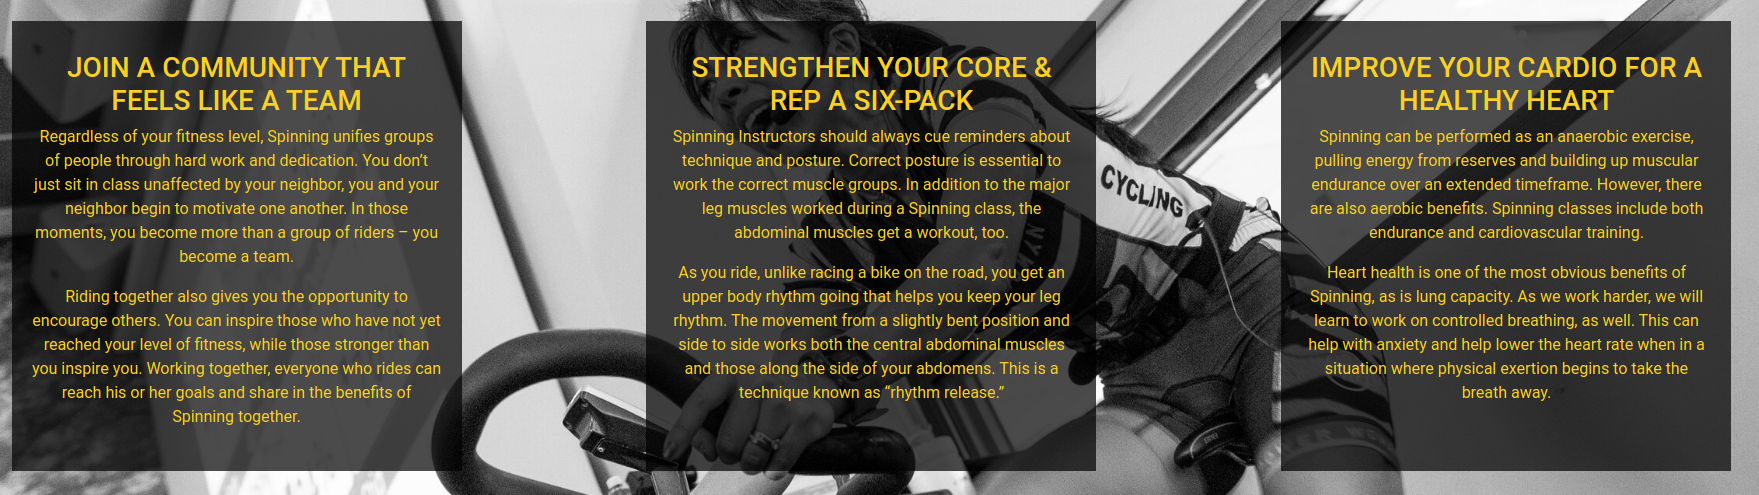 JOIN A COMMUNITY THAT
FEELS LIKE A TEAM
Regardless of your fitness level, Spinning unifies groups
of people through hard work and dedication. You don’t
just sit in class unaffected by your neighbor, you and your
neighbor begin to motivate one another. In those
moments, you become more than a group of riders – you
become a team.
Riding together also gives you the opportunity to
encourage others. You can inspire those who have not yet
reached your level of fitness, while those stronger than
you inspire you. Working together, everyone who rides can
reach his or her goals and share in the benefits of
Spinning together.
STRENGTHEN YOUR CORE &
REP A SIX-PACK
Spinning Instructors should always cue reminders about
technique and posture. Correct posture is essential to
work the correct muscle groups. In addition to the major
leg muscles worked during a Spinning class, the
abdominal muscles get a workout, too.
As you ride, unlike racing a bike on the road, you get an
upper body rhythm going that helps you keep your leg
rhythm. The movement from a slightly bent position and
side to side works both the central abdominal muscles
and those along the side of your abdomens. This is a
technique known as “rhythm release.”
CYCLING
IMPROVE YOUR CARDIO FOR A
HEALTHY HEART
Spinning can be performed as an anaerobic exercise,
pulling energy from reserves and building up muscular
endurance over an extended timeframe. However, there
are also aerobic benefits. Spinning classes include both
endurance and cardiovascular training.
Heart health is one of the most obvious benefits of
Spinning, as is lung capacity. As we work harder, we will
learn to work on controlled breathing, as well. This can
help with anxiety and help lower the heart rate when in a
situation where physical exertion begins to take the
breath away.